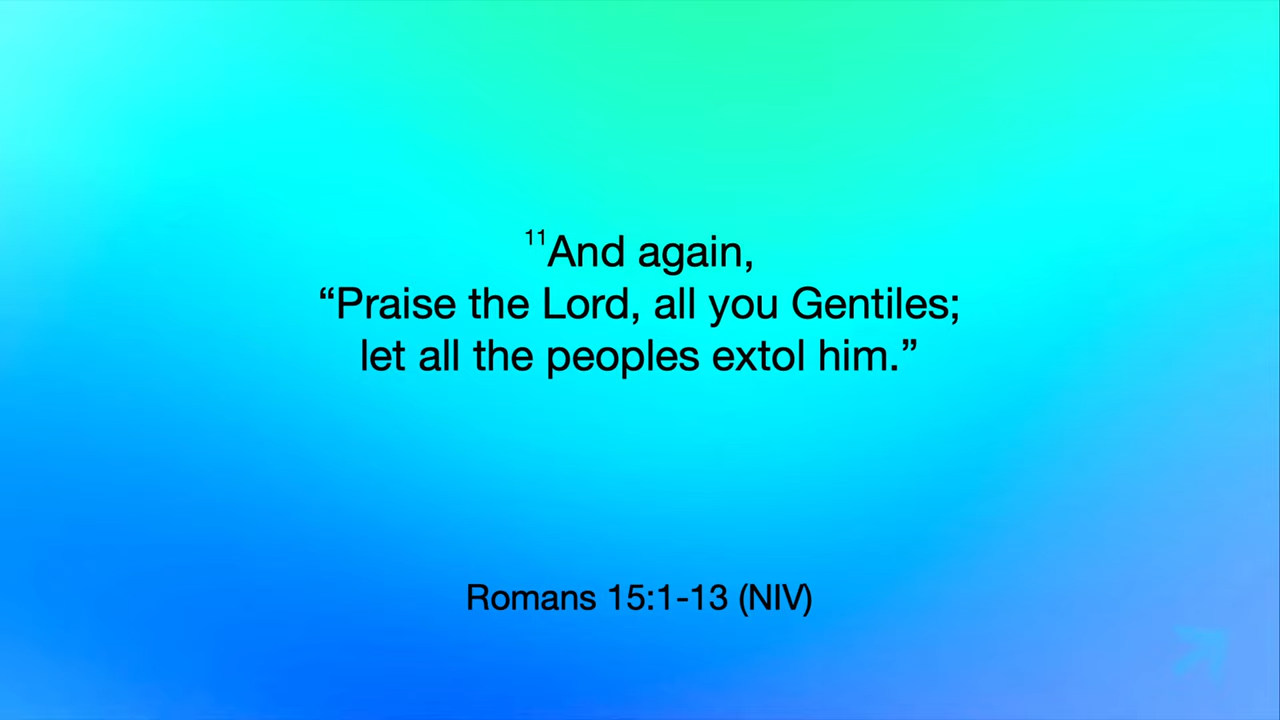 ¹¹And again,
“Praise the Lord, all you Gentiles;
let all the peoples extol him.”
Romans 15:1-13 (NIV)